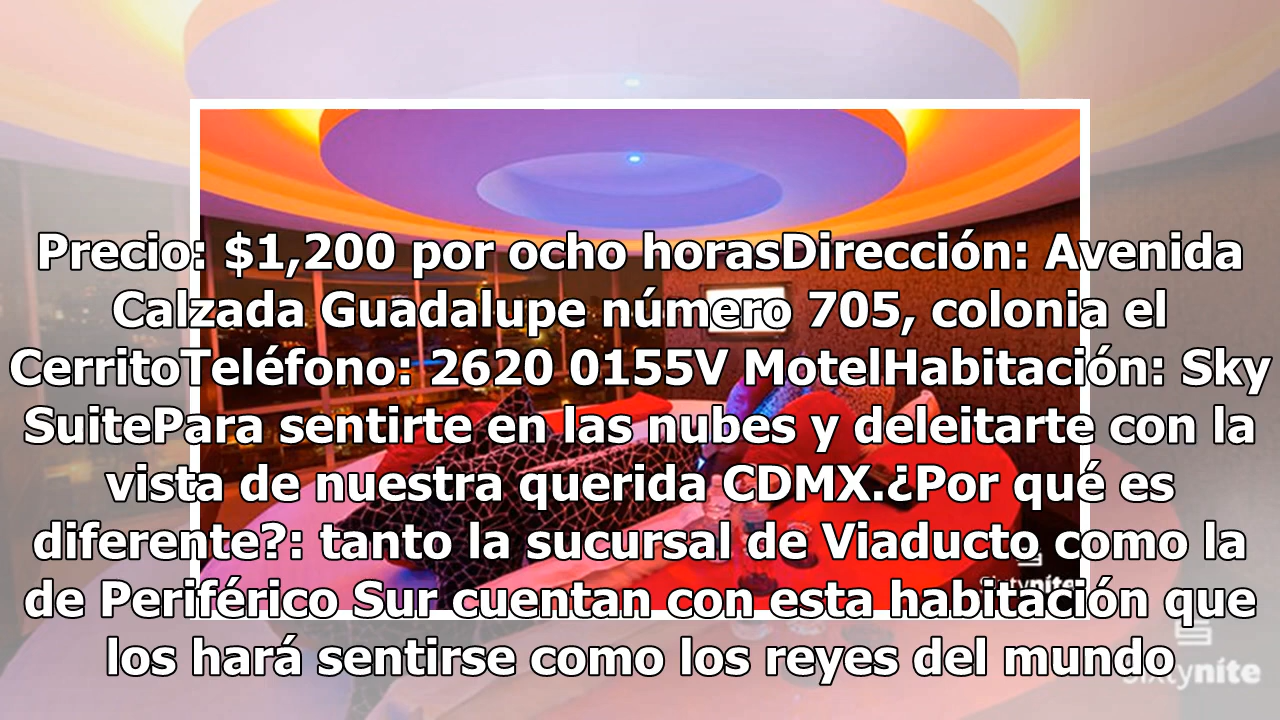 Precio: $1,200 por ocho horasDirección: Avenida
Calzada Guadalupe número 705, colonia el
CerritoTeléfono: 2620 0155V MotelHabitación: Sky
SuitePara sentirte en las nubes y deleitarte con la
vista de nuestra querida CDMX.¿Por qué es
diferente?: tanto la sucursal de Viaducto como la
de Periférico Sur cuentan con esta habitación que
los hará sentirse como los reyes del mundo
Sixtynite
Sixtynite